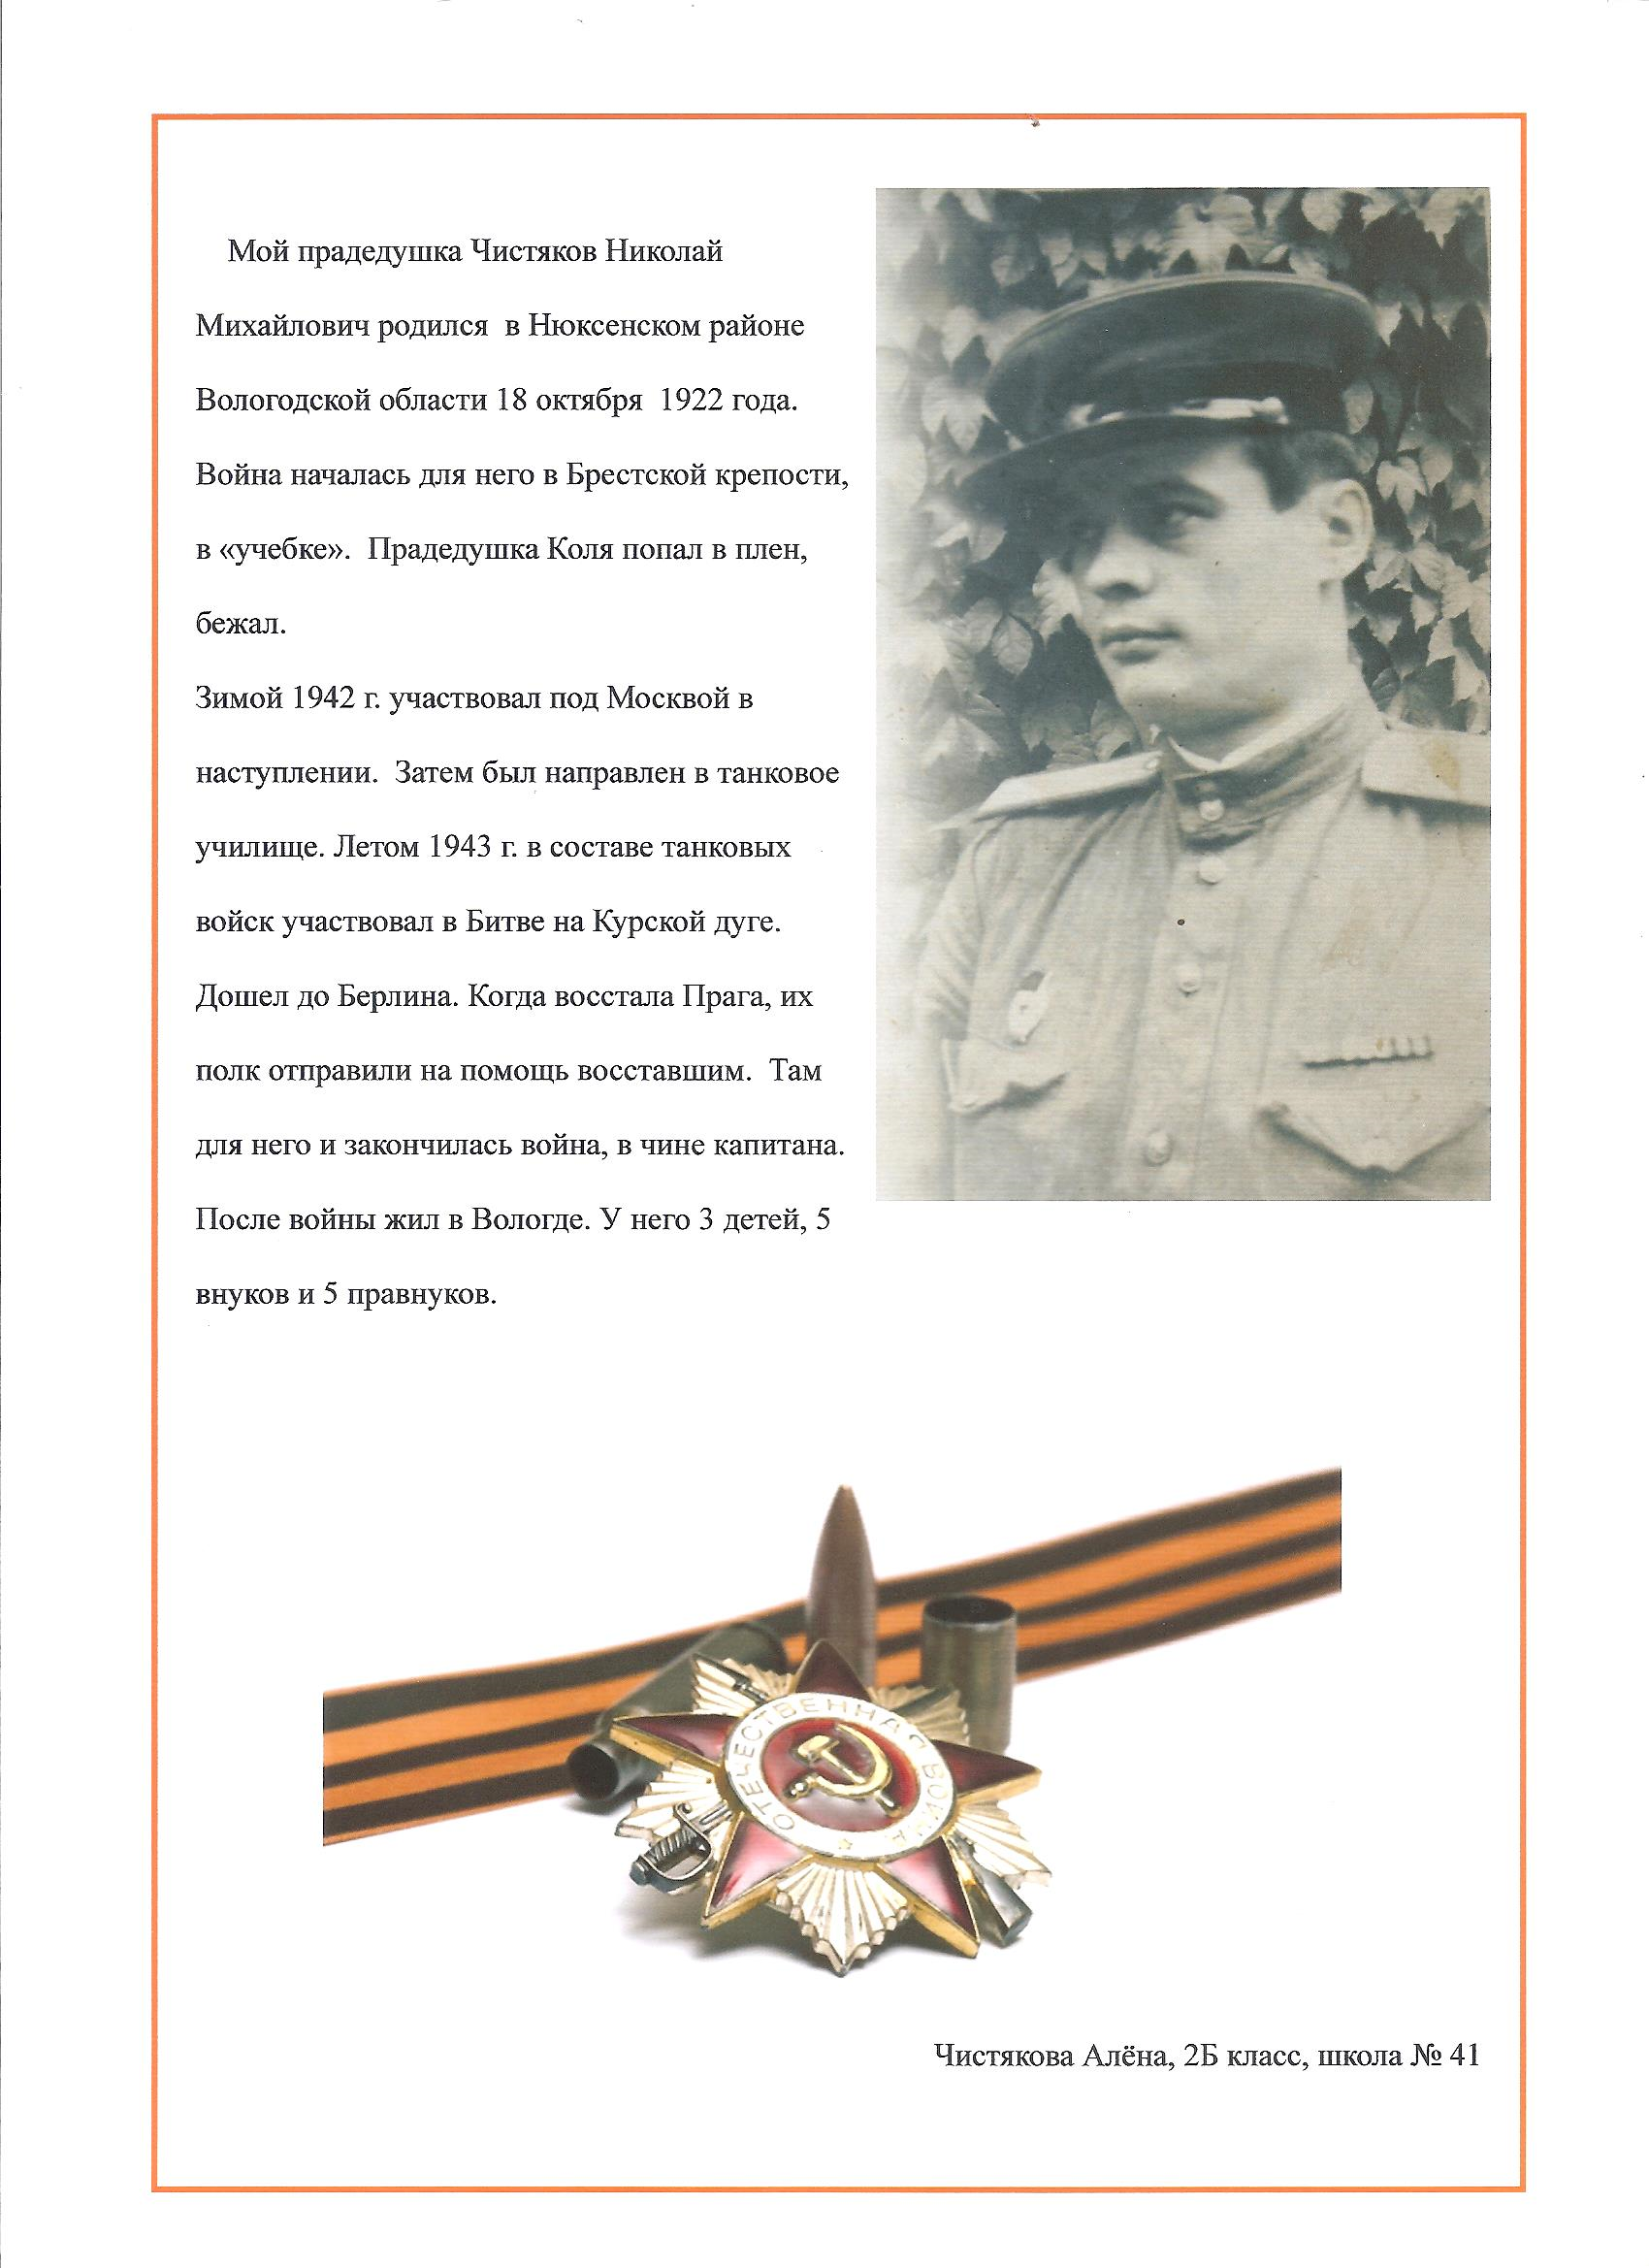 Мой прадедушка Чистяков Николай
Михайлович родился в Нюксенском районе
Вологодской области 18 октября 1922 года.
Война началась для него в Брестской крепости,
в «учебке». Прадедушка Коля попал в плен,
бежал.
Зимой 1942 г. участвовал под Москвой в
наступлении. Затем был направлен в танковое
училище. Летом 1943 г. в составе танковых
войск участвовал в Битве на Курской дуге.
Дошел до Берлина. Когда восстала Прага, их
полк отправили на помощь восставшим. Там
для него и закончилась война, в чине капитана.
После войны жил в Вологде. У него 3 детей, 5
внуков и 5 правнуков.
ОТЕЧЕСТВЕННАЯ ВОЙНА
Чистякова Алёна, 2Б класс, школа № 41